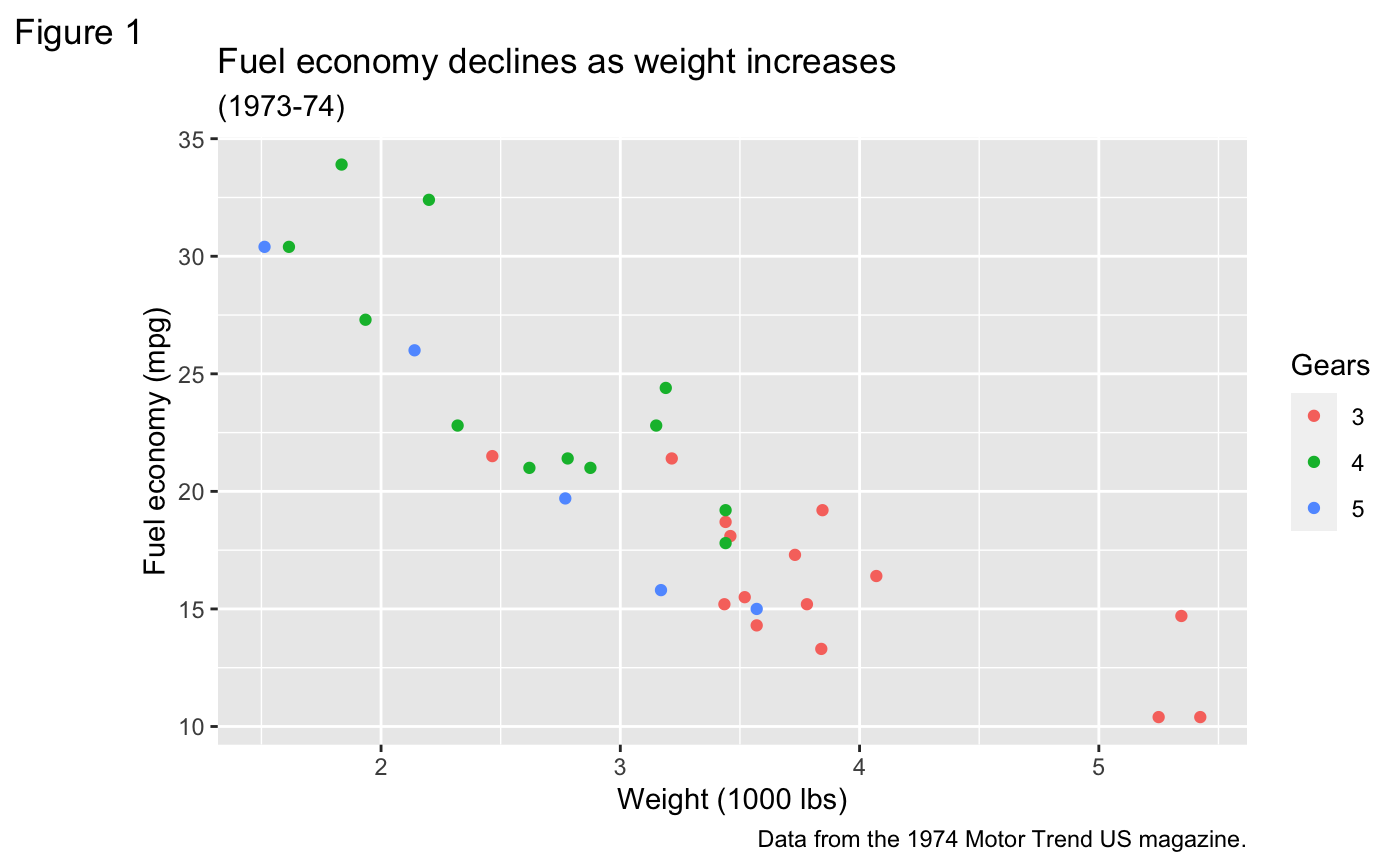 Figure 1
Fuel economy declines as weight increases
(1973-74)
Fuel economy (mpg)
35
30
25
20
15
10
2
3
4
5
Weight (1000 lbs)
Gears
3
4
5
Data from the 1974 Motor Trend US magazine.